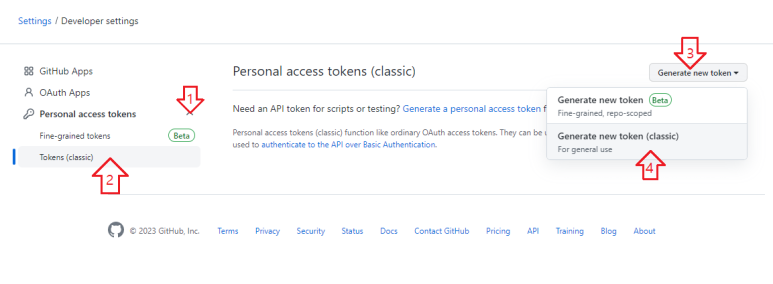 Settings / Developer settings
3
GitHub Apps
Personal access tokens (classic)
Generate new token
OAuth Apps
1
Personal access tokens
Need an API token for scripts or testing? Generate a personal access token f
Generate new token Beta
Fine-grained, repo-scoped
Fine-grained tokens Beta
Personal access tokens (classic) function like ordinary OAuth access tokens. They can be u
used to authenticate to the API over Basic Authentication.
Generate new token (classic)
For general use
Tokens (classic)
2
4
© 2023 GitHub, Inc. Terms Privacy Security Status Docs Contact GitHub Pricing API Training Blog About